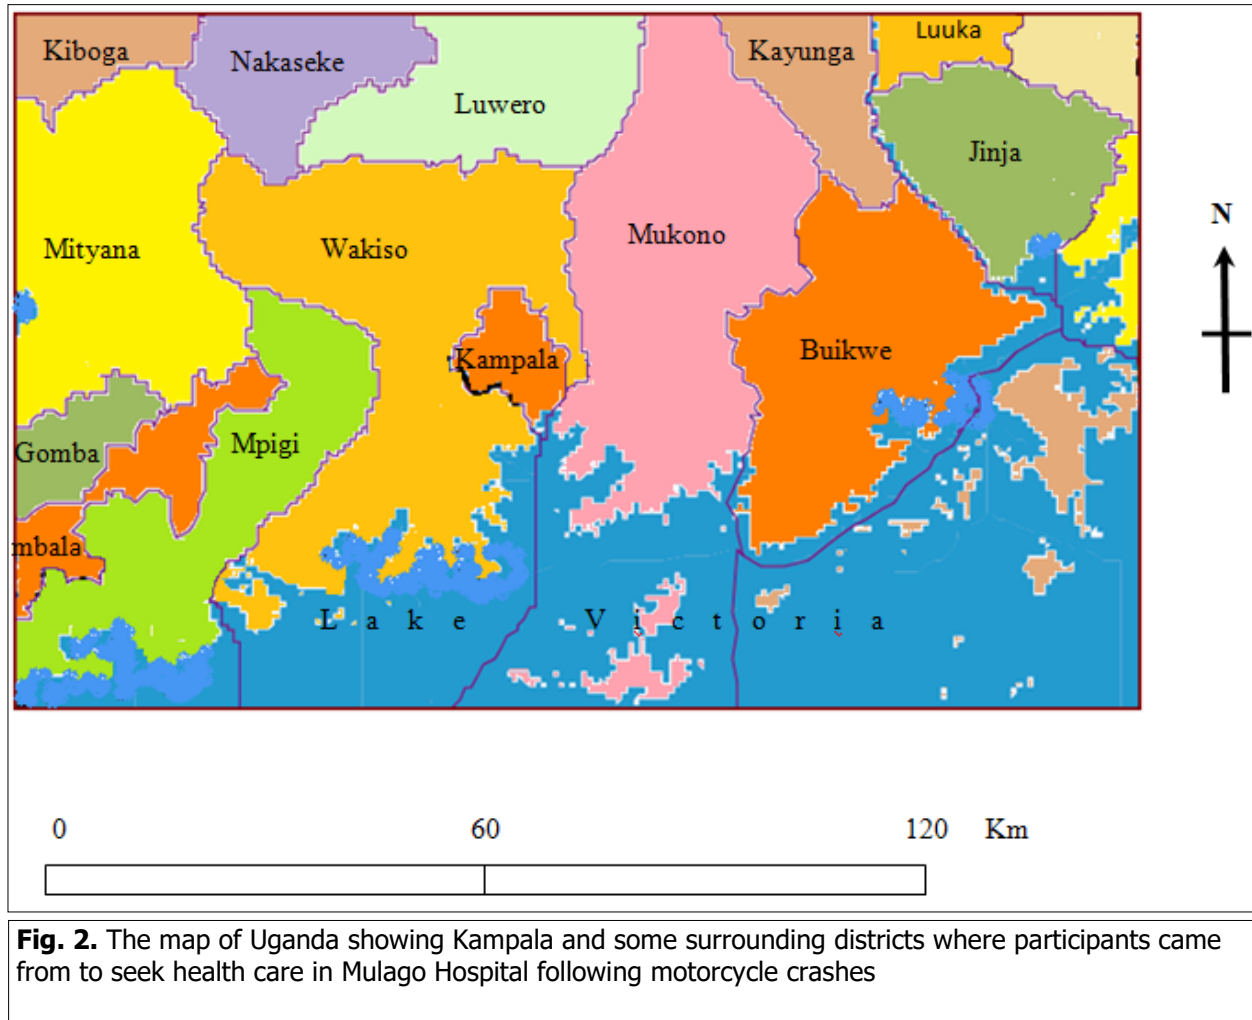 Kiboga
Nakaseke
Luwero
Kayunga
Luuka
Jinja
Mityana
Wakiso
Mukono
N
Kampala
Buikwe
Gomba
Mpigi
mbala
Lake Victoria
0 60 120 Km
Fig. 2. The map of Uganda showing Kampala and some surrounding districts where participants came
from to seek health care in Mulago Hospital following motorcycle crashes